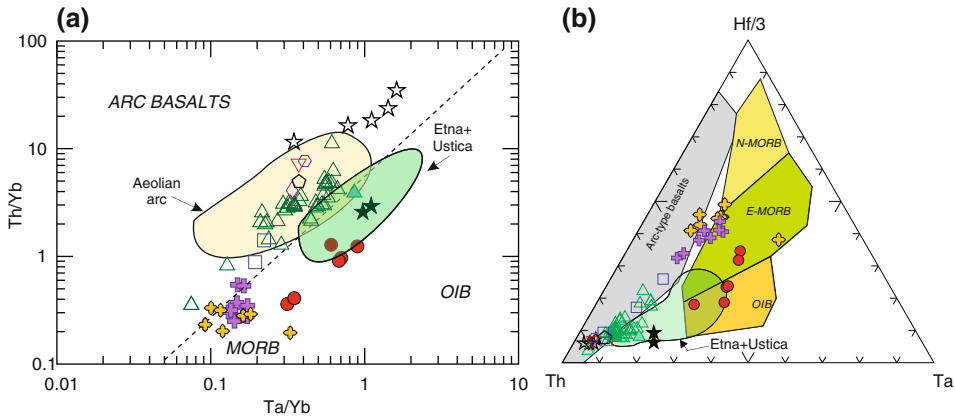 (a)
100
10
1
0.1
Th/Yb
0.01
0.1
1
10
Ta/Yb
ARC BASALTS
Etna+
Ustica
Aeolian
arc
OIB
MORB
(b)
Hf/3
N-MORB
E-MORB
Arc-type basalts
OIB
Etna+Ustica
Th
Ta